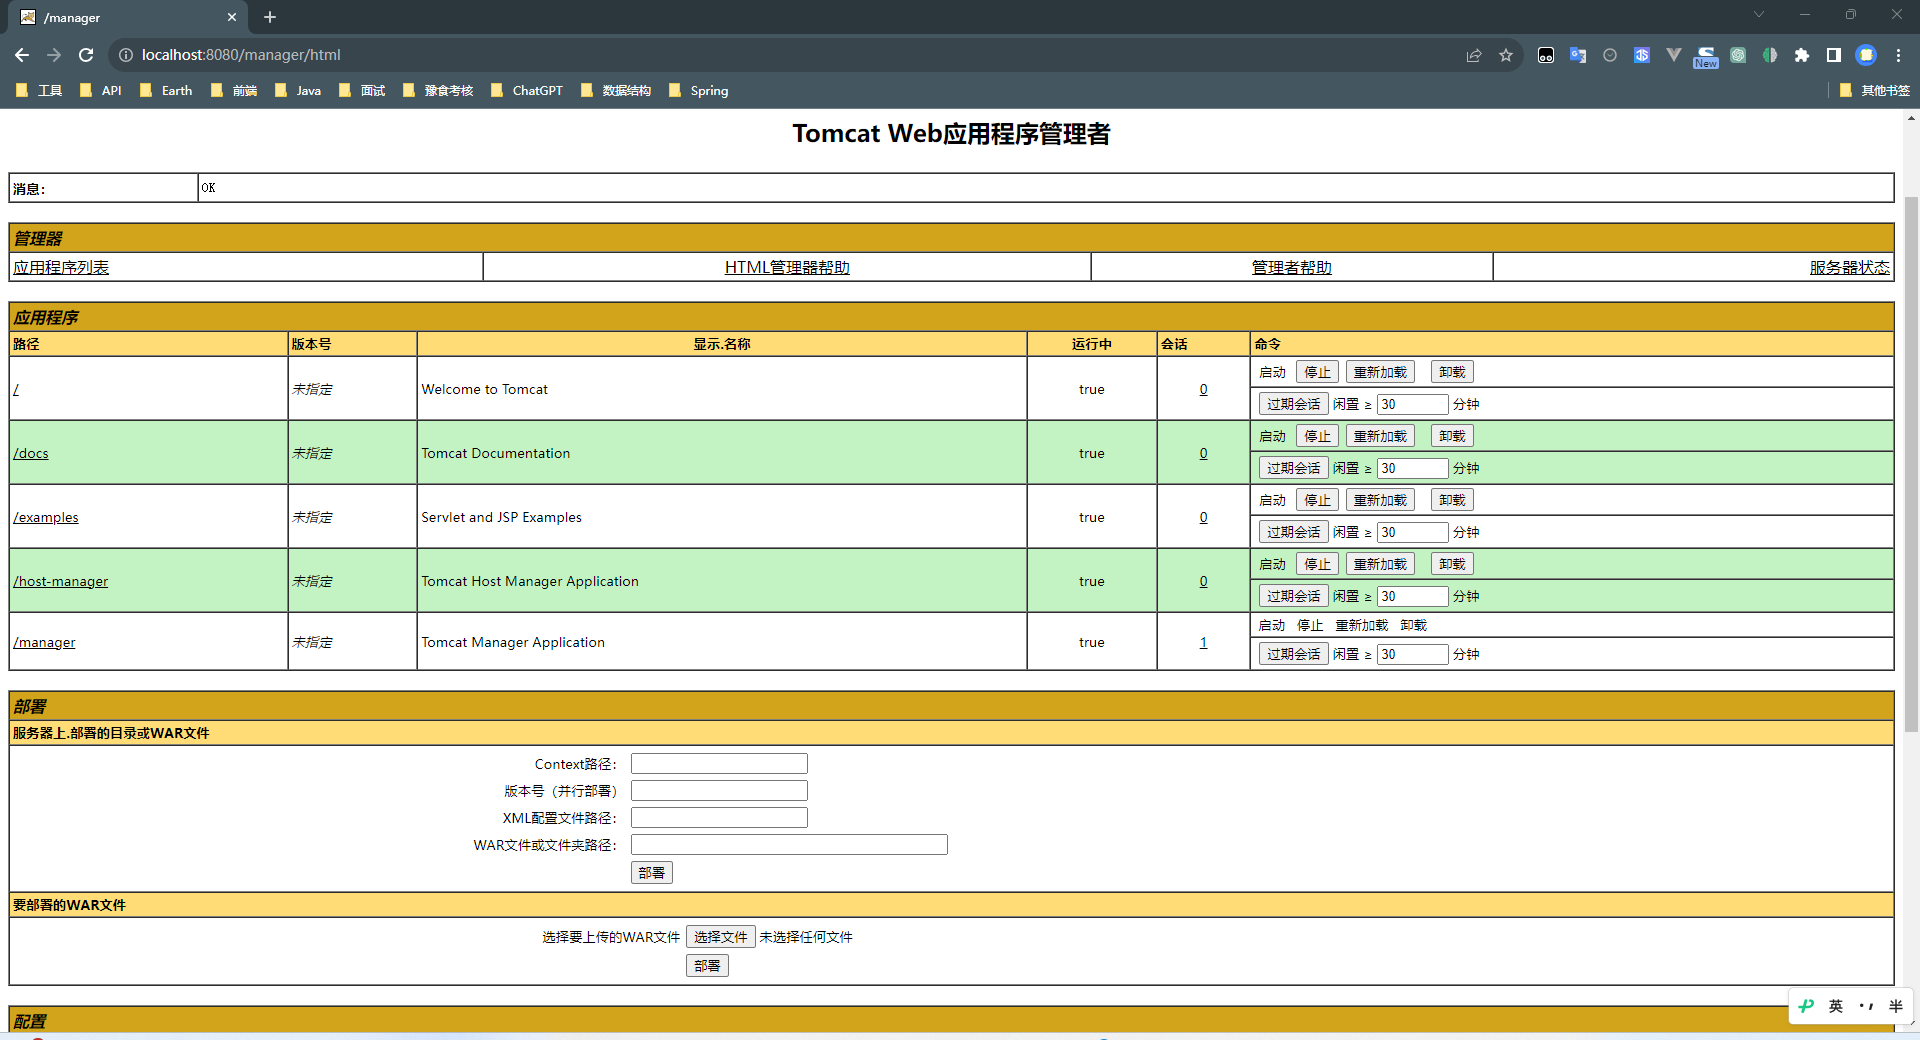 /manager
localhost:8080/manager/html
New
工具 API Earth 前端 Java 面试 豫食考核 ChatGPT 数据结构 Spring 其他书签
Tomcat Web应用程序管理者
消息： OK
管理器
应用程序列表 HTML管理器帮助 管理者帮助 服务器状态
应用程序
路径 版本号 显示.名称 运行中 会话 命令
/ 未指定 Welcome to Tomcat true 0 启动 停止 重新加载 卸载
过期会话 闲置 ≥ 30 分钟
/docs 未指定 Tomcat Documentation true 0 启动 停止 重新加载 卸载
过期会话 闲置 ≥ 30 分钟
/examples 未指定 Servlet and JSP Examples true 0 启动 停止 重新加载 卸载
过期会话 闲置 ≥ 30 分钟
/host-manager 未指定 Tomcat Host Manager Application true 0 启动 停止 重新加载 卸载
过期会话 闲置 ≥ 30 分钟
/manager 未指定 Tomcat Manager Application true 1 启动 停止 重新加载 卸载
过期会话 闲置 ≥ 30 分钟
部署
服务器上.部署的目录或WAR文件
Context路径：
版本号（并行部署）
XML配置文件路径：
WAR文件或文件夹路径：
部署
要部署的WAR文件
选择要上传的WAR文件 选择文件 未选择任何文件
部署
配置
英 半